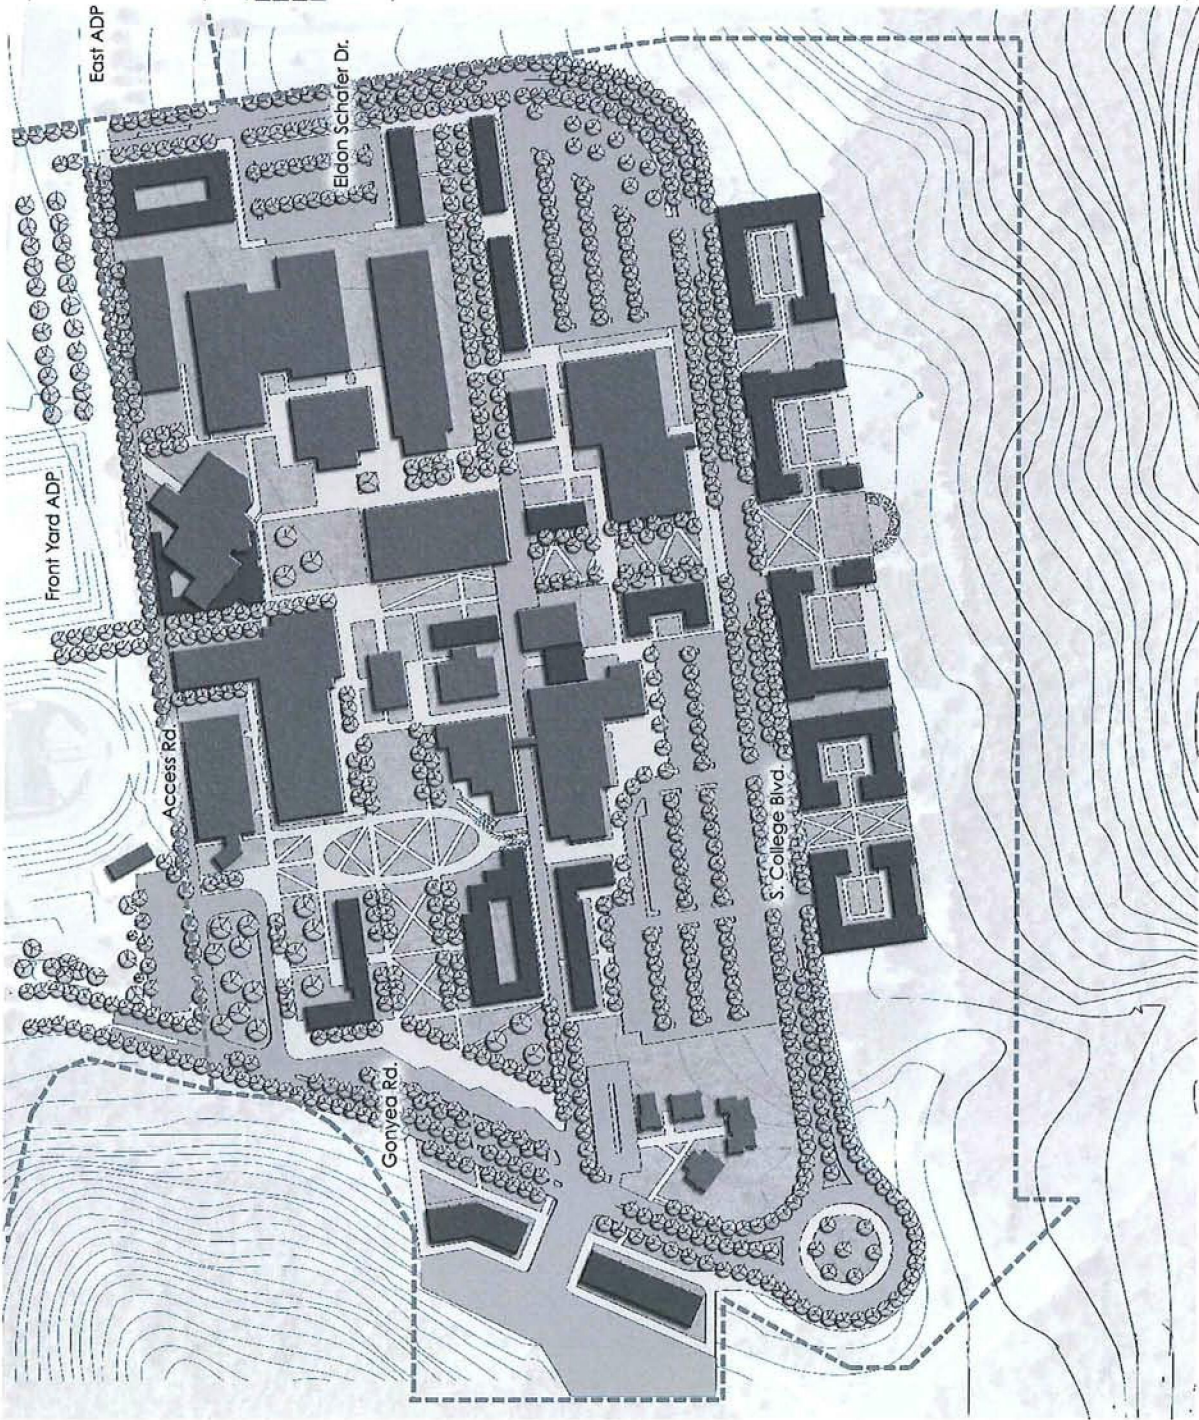 East ADP
Eldon Schafer Dr.
Front Yard ADP
Access Rd.
S. College Blvd.
Gonyea Rd.